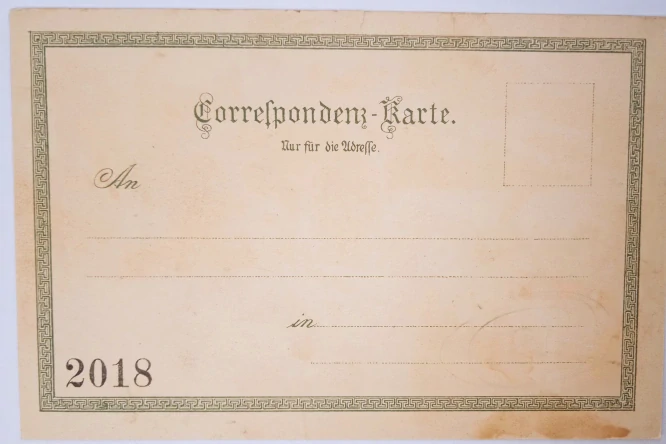 Correſpondenz-Karte.
Nur für die Adreſſe.
An
in
2018